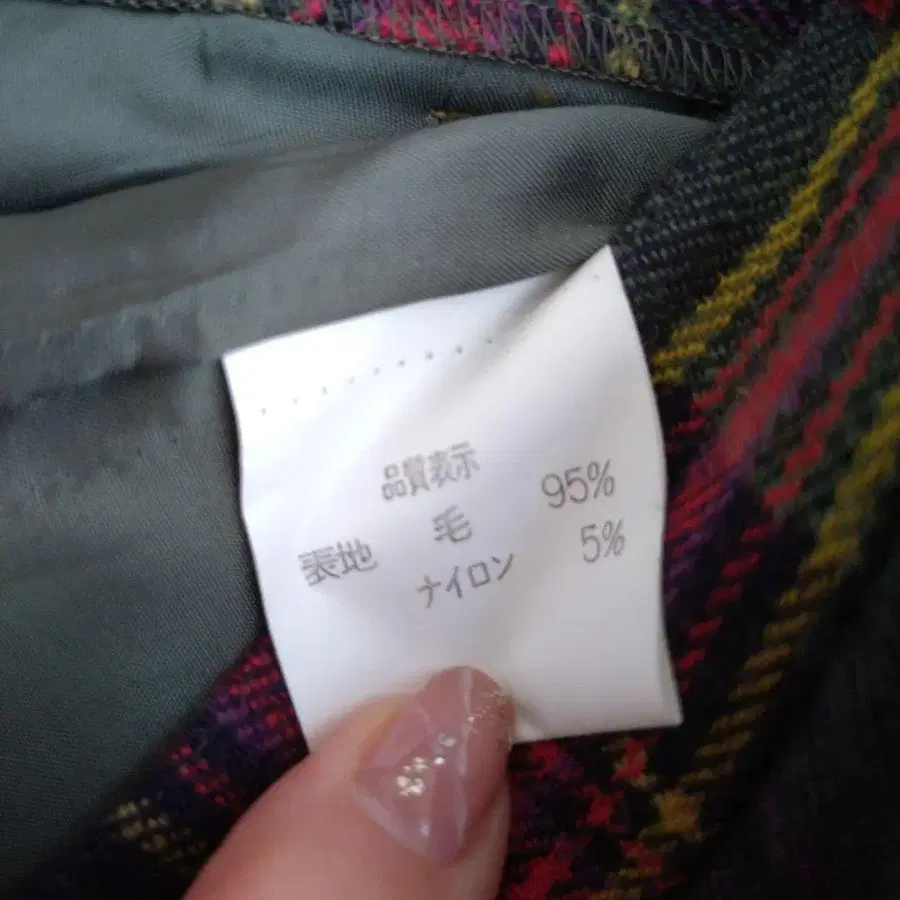 品質表示
表地 毛 95%
ナイロン 5%